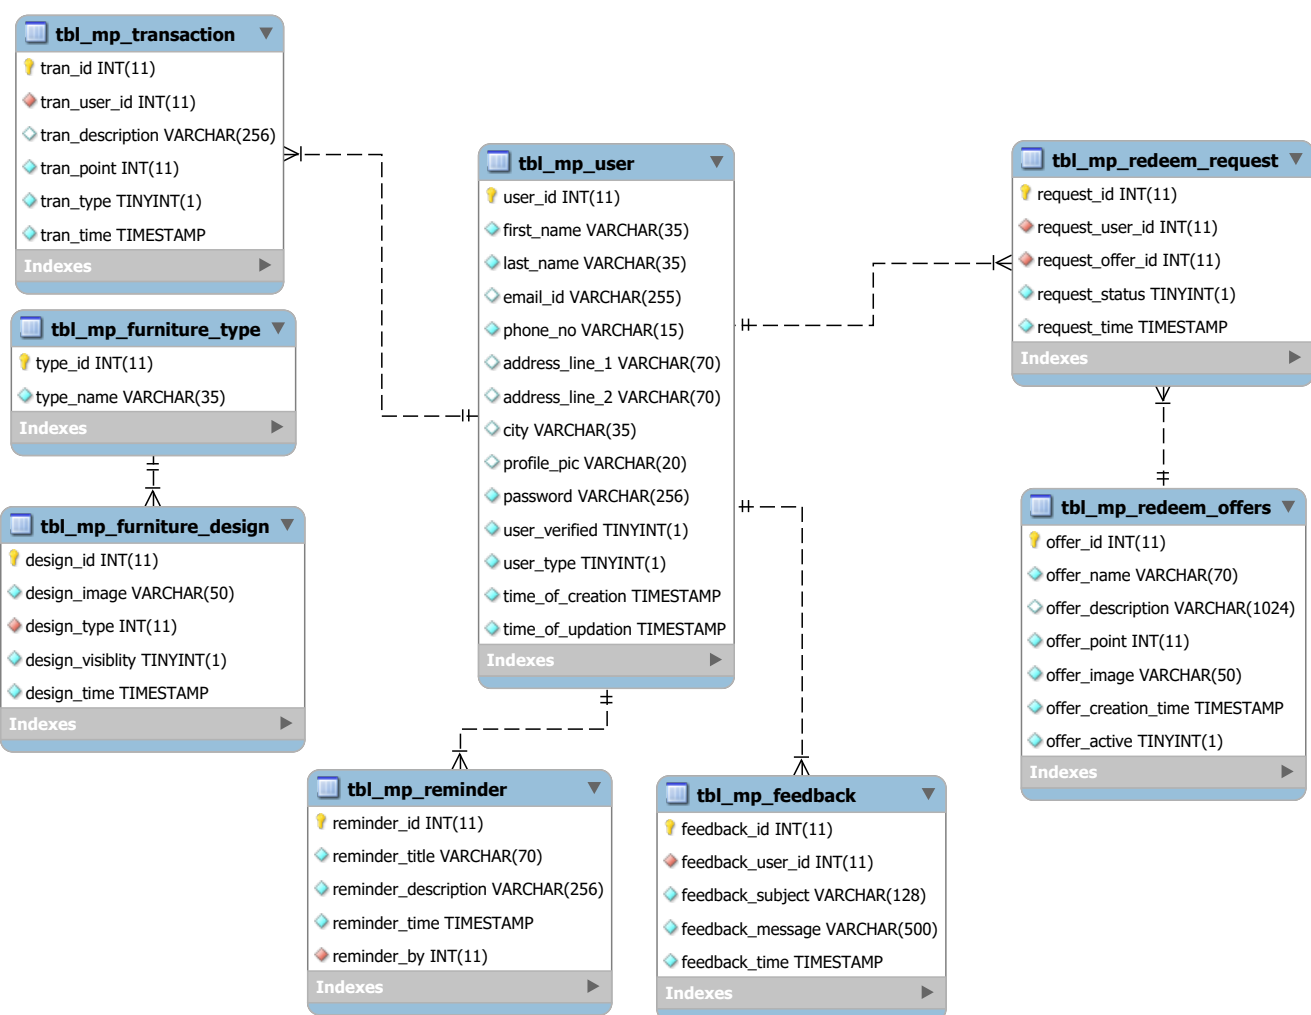 tbl_mp_transaction
tran_id INT(11)
tran_user_id INT(11)
tran_description VARCHAR(256)
tran_point INT(11)
tran_type TINYINT(1)
tran_time TIMESTAMP
Indexes
tbl_mp_furniture_type
type_id INT(11)
type_name VARCHAR(35)
Indexes
tbl_mp_furniture_design
design_id INT(11)
design_image VARCHAR(50)
design_type INT(11)
design_visiblity TINYINT(1)
design_time TIMESTAMP
Indexes
tbl_mp_user
user_id INT(11)
first_name VARCHAR(35)
last_name VARCHAR(35)
email_id VARCHAR(255)
phone_no VARCHAR(15)
address_line_1 VARCHAR(70)
address_line_2 VARCHAR(70)
city VARCHAR(35)
profile_pic VARCHAR(20)
password VARCHAR(256)
user_verified TINYINT(1)
user_type TINYINT(1)
time_of_creation TIMESTAMP
time_of_updation TIMESTAMP
Indexes
tbl_mp_reminder
reminder_id INT(11)
reminder_title VARCHAR(70)
reminder_description VARCHAR(256)
reminder_time TIMESTAMP
reminder_by INT(11)
Indexes
tbl_mp_feedback
feedback_id INT(11)
feedback_user_id INT(11)
feedback_subject VARCHAR(128)
feedback_message VARCHAR(500)
feedback_time TIMESTAMP
Indexes
tbl_mp_redeem_request
request_id INT(11)
request_user_id INT(11)
request_offer_id INT(11)
request_status TINYINT(1)
request_time TIMESTAMP
Indexes
tbl_mp_redeem_offers
offer_id INT(11)
offer_name VARCHAR(70)
offer_description VARCHAR(1024)
offer_point INT(11)
offer_image VARCHAR(50)
offer_creation_time TIMESTAMP
offer_active TINYINT(1)
Indexes